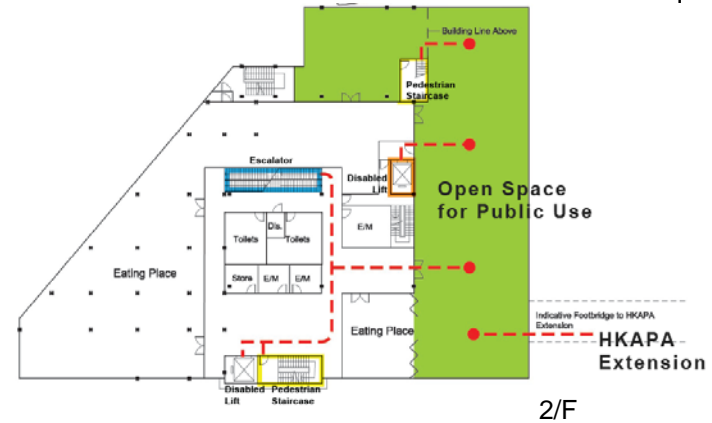 Building Line Above
Pedestrian
Staircase
Escalator
Disabled
Lift
Open Space
for Public Use
Dis.
Toilets
Toilets
E/M
Eating Place
Store
E/M
E/M
Indicative Footbridge to HKAPA
Extension
Eating Place
HKAPA
Extension
Disabled
Lift
Pedestrian
Staircase
2/F